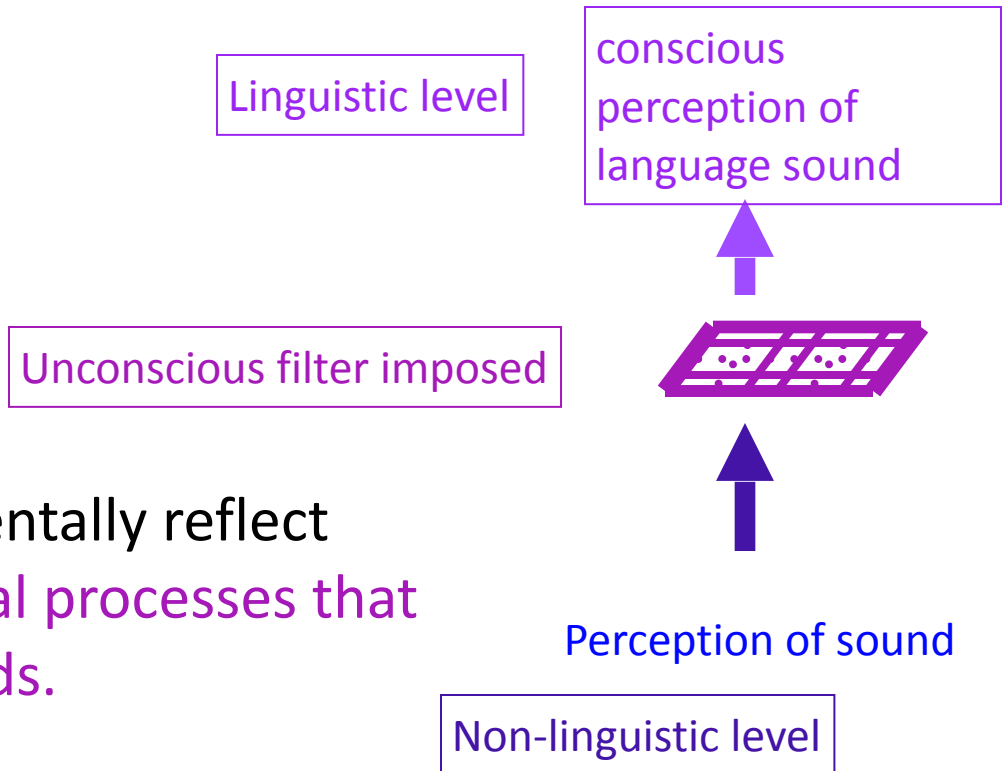 conscious
perception of
language sound
Linguistic level
Unconscious filter imposed
entally reflect
al processes that
ds.
Perception of sound
Non-linguistic level